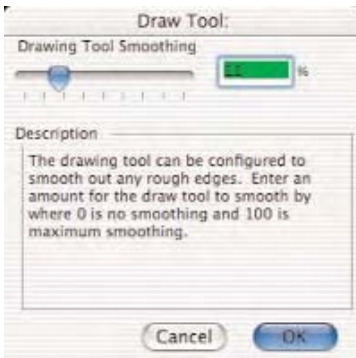 Draw Tool:
Drawing Tool Smoothing
%
Description
The drawing tool can be configured to
smooth out any rough edges. Enter an
amount for the draw tool to smooth by
where 0 is no smoothing and 100 is
maximum smoothing.
Cancel OK